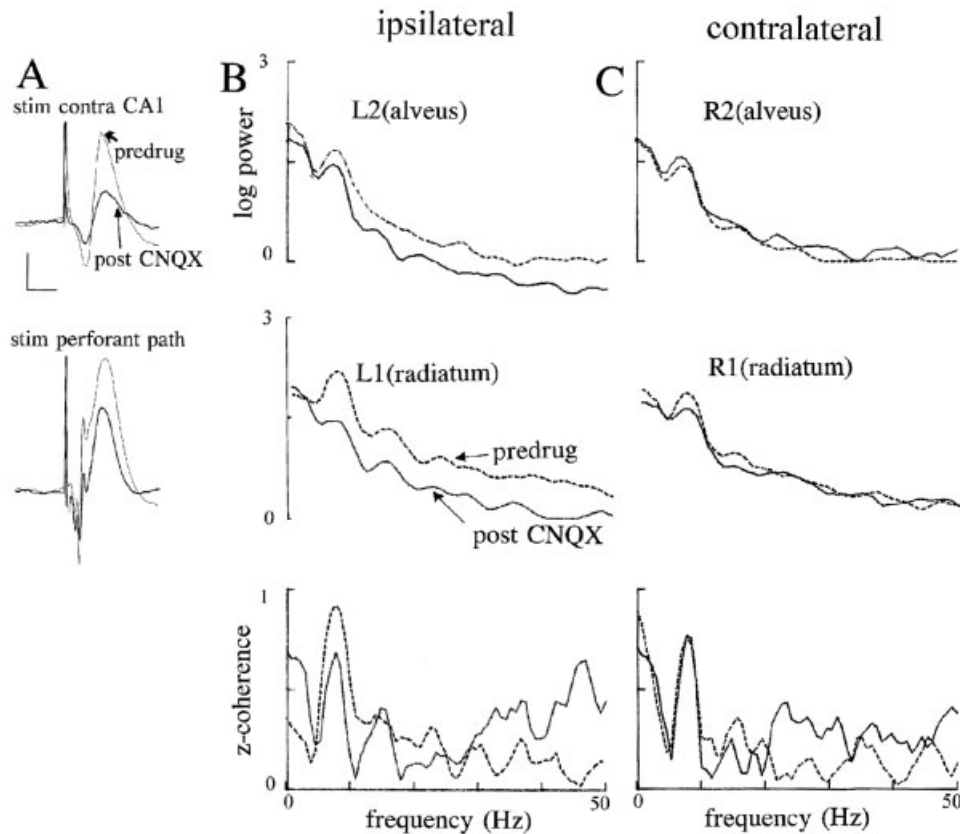 ipsilateral
contralateral
A
B
C
stim contra CA1
predrug
post CNQX
stim perforant path
3
log power
0
L2(alveus)
R2(alveus)
3
0
L1(radiatum)
predrug
post CNQX
R1(radiatum)
1
z-coherence
0
0
50
0
50
frequency (Hz)
frequency (Hz)